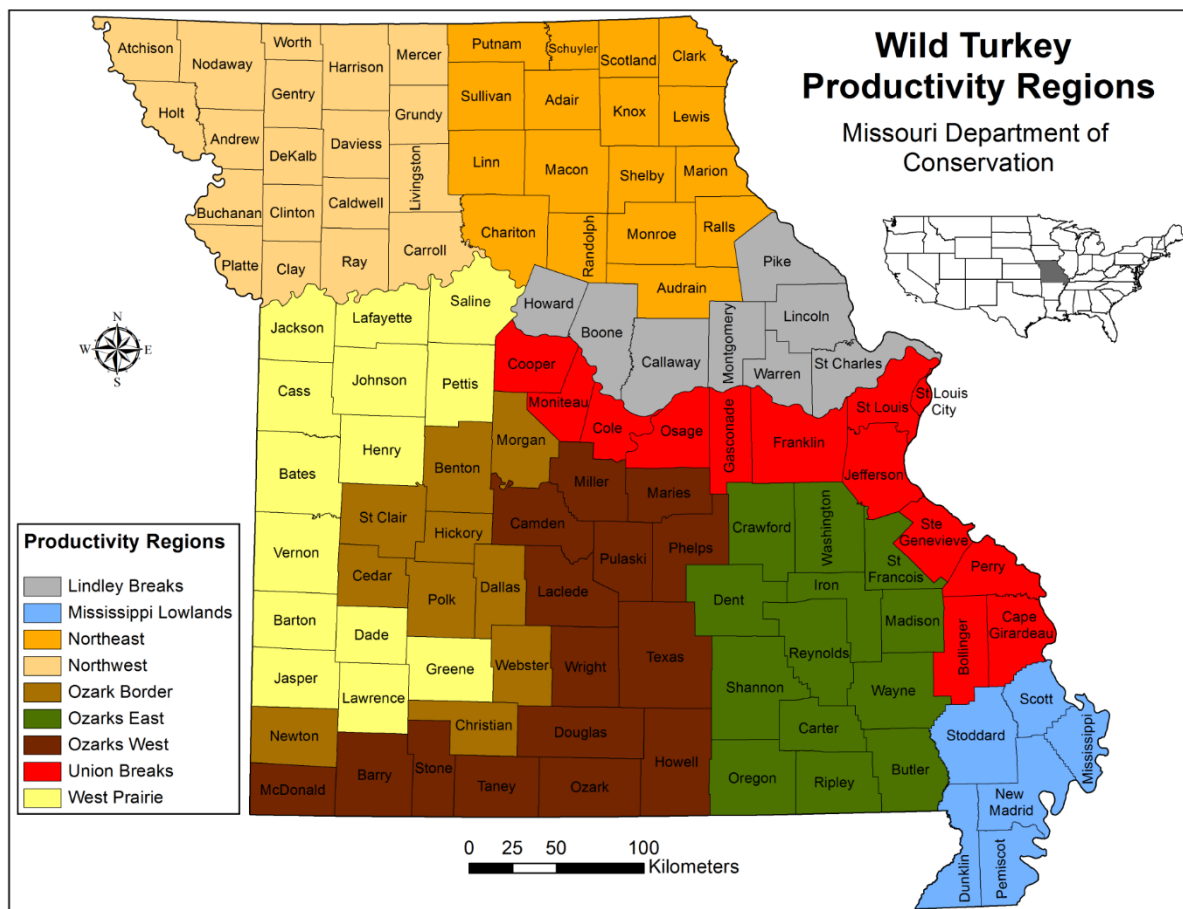 Wild Turkey
Productivity Regions
Missouri Department of
Conservation
Atchison
Nodaway
Worth
Harrison
Mercer
Putnam
Schuyler
Scotland
Clark
Holt
Gentry
Grundy
Sullivan
Adair
Knox
Lewis
Andrew
DeKalb
Daviess
Livingston
Linn
Macon
Shelby
Marion
Buchanan
Clinton
Caldwell
Platte
Clay
Ray
Carroll
Chariton
Randolph
Monroe
Ralls
Pike
Audrain
Jackson
Lafayette
Saline
Howard
Boone
Callaway
Montgomery
Lincoln
Warren
St Charles
Cass
Johnson
Pettis
Cooper
Moniteau
Cole
Osage
Gasconade
Franklin
St Louis
St Louis
City
Jefferson
Bates
Henry
Benton
Morgan
Miller
Maries
Camden
St Clair
Hickory
Pulaski
Phelps
Crawford
Washington
Ste
Genevieve
St
Francois
Perry
Vernon
Cedar
Polk
Dallas
Laclede
Dent
Iron
Madison
Bollinger
Cape
Girardeau
Barton
Dade
Greene
Webster
Wright
Texas
Reynolds
Shannon
Wayne
Jasper
Lawrence
Christian
Douglas
Howell
Carter
Butler
Stoddard
Scott
Mississippi
Newton
McDonald
Barry
Stone
Taney
Ozark
Oregon
Ripley
New
Madrid
Dunklin
Pemiscot
N
W
E
S
Productivity Regions
Lindley Breaks
Mississippi Lowlands
Northeast
Northwest
Ozark Border
Ozarks East
Ozarks West
Union Breaks
West Prairie
0 25 50 100
Kilometers